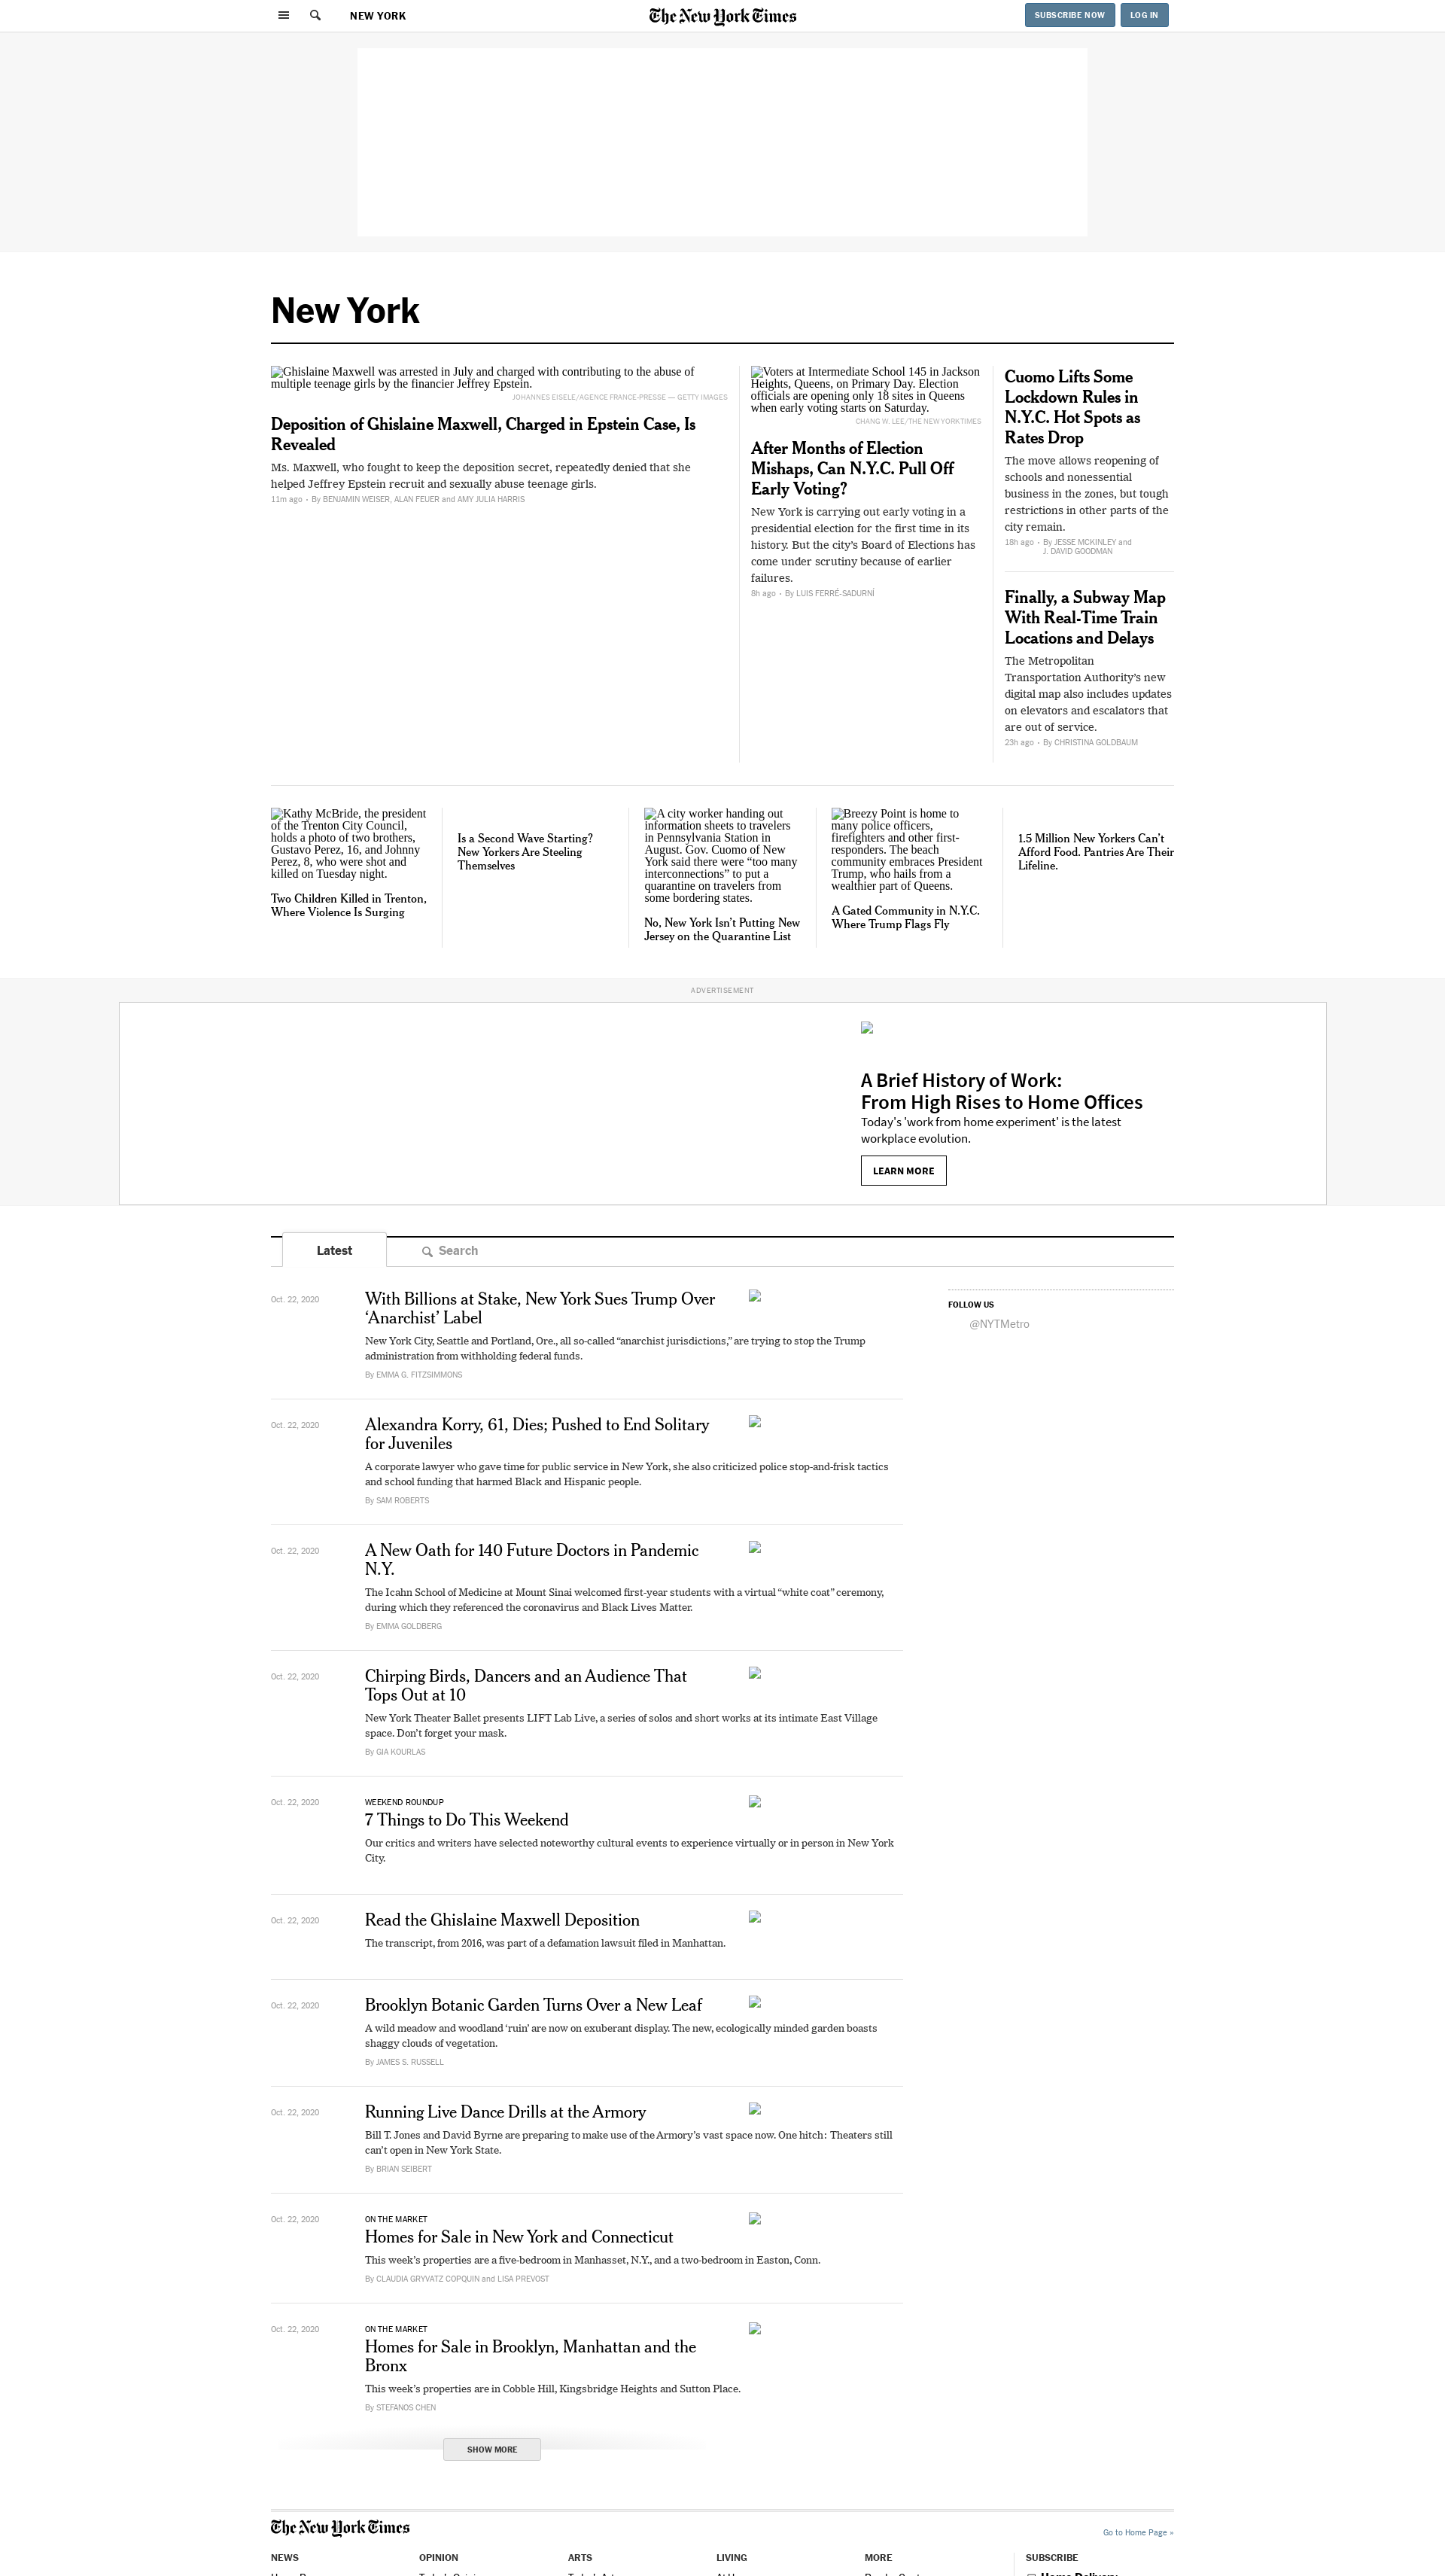 NEW YORK
The New York Times
SUBSCRIBE NOW
LOG IN
New York
Ghislaine Maxwell was arrested in July and charged with contributing to the abuse of
multiple teenage girls by the financier Jeffrey Epstein.
JOHANNES EISELE/AGENCE FRANCE-PRESSE — GETTY IMAGES
Deposition of Ghislaine Maxwell, Charged in Epstein Case, Is
Revealed
Ms. Maxwell, who fought to keep the deposition secret, repeatedly denied that she
helped Jeffrey Epstein recruit and sexually abuse teenage girls.
11m ago • By BENJAMIN WEISER, ALAN FEUER and AMY JULIA HARRIS
Voters at Intermediate School 145 in Jackson
Heights, Queens, on Primary Day. Election
officials are opening only 18 sites in Queens
when early voting starts on Saturday.
CHANG W. LEE/THE NEW YORK TIMES
After Months of Election
Mishaps, Can N.Y.C. Pull Off
Early Voting?
New York is carrying out early voting in a
presidential election for the first time in its
history. But the city’s Board of Elections has
come under scrutiny because of earlier
failures.
8h ago • By LUIS FERRÉ-SADURNÍ
Cuomo Lifts Some
Lockdown Rules in
N.Y.C. Hot Spots as
Rates Drop
The move allows reopening of
schools and nonessential
business in the zones, but tough
restrictions in other parts of the
city remain.
18h ago • By JESSE MCKINLEY and
J. DAVID GOODMAN
Finally, a Subway Map
With Real-Time Train
Locations and Delays
The Metropolitan
Transportation Authority’s new
digital map also includes updates
on elevators and escalators that
are out of service.
23h ago • By CHRISTINA GOLDBAUM
Kathy McBride, the president
of the Trenton City Council,
holds a photo of two brothers,
Gustavo Perez, 16, and Johnny
Perez, 8, who were shot and
killed on Tuesday night.
Two Children Killed in Trenton,
Where Violence Is Surging
Is a Second Wave Starting?
New Yorkers Are Steeling
Themselves
A city worker handing out
information sheets to travelers
in Pennsylvania Station in
August. Gov. Cuomo of New
York said there were “too many
interconnections” to put a
quarantine on travelers from
some bordering states.
No, New York Isn’t Putting New
Jersey on the Quarantine List
Breezy Point is home to
many police officers,
firefighters and other first-
responders. The beach
community embraces President
Trump, who hails from a
wealthier part of Queens.
A Gated Community in N.Y.C.
Where Trump Flags Fly
1.5 Million New Yorkers Can’t
Afford Food. Pantries Are Their
Lifeline.
ADVERTISEMENT
A Brief History of Work:
From High Rises to Home Offices
Today's 'work from home experiment' is the latest
workplace evolution.
LEARN MORE
Latest
Search
Oct. 22, 2020
With Billions at Stake, New York Sues Trump Over
‘Anarchist’ Label
New York City, Seattle and Portland, Ore., all so-called “anarchist jurisdictions,” are trying to stop the Trump
administration from withholding federal funds.
By EMMA G. FITZSIMMONS
FOLLOW US
@NYTMetro
Oct. 22, 2020
Alexandra Korry, 61, Dies; Pushed to End Solitary
for Juveniles
A corporate lawyer who gave time for public service in New York, she also criticized police stop-and-frisk tactics
and school funding that harmed Black and Hispanic people.
By SAM ROBERTS
Oct. 22, 2020
A New Oath for 140 Future Doctors in Pandemic
N.Y.
The Icahn School of Medicine at Mount Sinai welcomed first-year students with a virtual “white coat” ceremony,
during which they referenced the coronavirus and Black Lives Matter.
By EMMA GOLDBERG
Oct. 22, 2020
Chirping Birds, Dancers and an Audience That
Tops Out at 10
New York Theater Ballet presents LIFT Lab Live, a series of solos and short works at its intimate East Village
space. Don’t forget your mask.
By GIA KOURLAS
Oct. 22, 2020
WEEKEND ROUNDUP
7 Things to Do This Weekend
Our critics and writers have selected noteworthy cultural events to experience virtually or in person in New York
City.
Oct. 22, 2020
Read the Ghislaine Maxwell Deposition
The transcript, from 2016, was part of a defamation lawsuit filed in Manhattan.
Oct. 22, 2020
Brooklyn Botanic Garden Turns Over a New Leaf
A wild meadow and woodland ‘ruin’ are now on exuberant display. The new, ecologically minded garden boasts
shaggy clouds of vegetation.
By JAMES S. RUSSELL
Oct. 22, 2020
Running Live Dance Drills at the Armory
Bill T. Jones and David Byrne are preparing to make use of the Armory’s vast space now. One hitch: Theaters still
can’t open in New York State.
By BRIAN SEIBERT
Oct. 22, 2020
ON THE MARKET
Homes for Sale in New York and Connecticut
This week’s properties are a five-bedroom in Manhasset, N.Y., and a two-bedroom in Easton, Conn.
By CLAUDIA GRYVATZ COPQUIN and LISA PREVOST
Oct. 22, 2020
ON THE MARKET
Homes for Sale in Brooklyn, Manhattan and the
Bronx
This week’s properties are in Cobble Hill, Kingsbridge Heights and Sutton Place.
By STEFANOS CHEN
SHOW MORE
The New York Times
Go to Home Page »
NEWS
OPINION
ARTS
LIVING
MORE
SUBSCRIBE